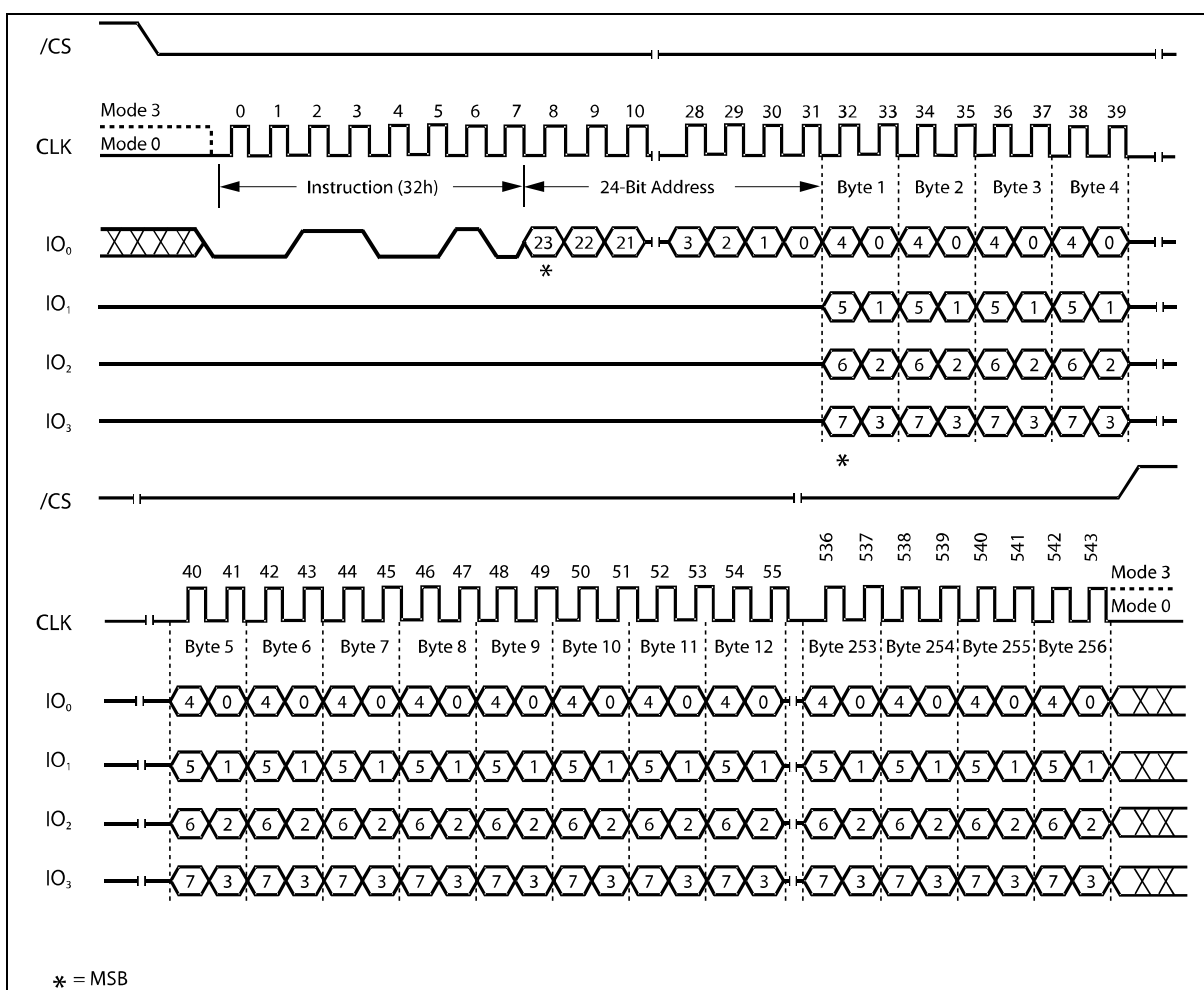 /CS
Mode 3
0 1 2 3 4 5 6 7 8 9 10 28 29 30 31 32 33 34 35 36 37 38 39
CLK
Mode 0
Instruction (32h) 24-Bit Address Byte 1 Byte 2 Byte 3 Byte 4
IO₀ 23 22 21 3 2 1 0 4 0 4 0 4 0 4 0
*
IO₁ 5 1 5 1 5 1 5 1
IO₂ 6 2 6 2 6 2 6 2
IO₃ 7 3 7 3 7 3 7 3
*
/CS
40 41 42 43 44 45 46 47 48 49 50 51 52 53 54 55 536 537 538 539 540 541 542 543
Mode 3
CLK
Mode 0
Byte 5 Byte 6 Byte 7 Byte 8 Byte 9 Byte 10 Byte 11 Byte 12 Byte 253 Byte 254 Byte 255 Byte 256
IO₀ 4 0 4 0 4 0 4 0 4 0 4 0 4 0 4 0 4 0 4 0 4 0 4 0
IO₁ 5 1 5 1 5 1 5 1 5 1 5 1 5 1 5 1 5 1 5 1 5 1 5 1
IO₂ 6 2 6 2 6 2 6 2 6 2 6 2 6 2 6 2 6 2 6 2 6 2 6 2
IO₃ 7 3 7 3 7 3 7 3 7 3 7 3 7 3 7 3 7 3 7 3 7 3 7 3
* = MSB